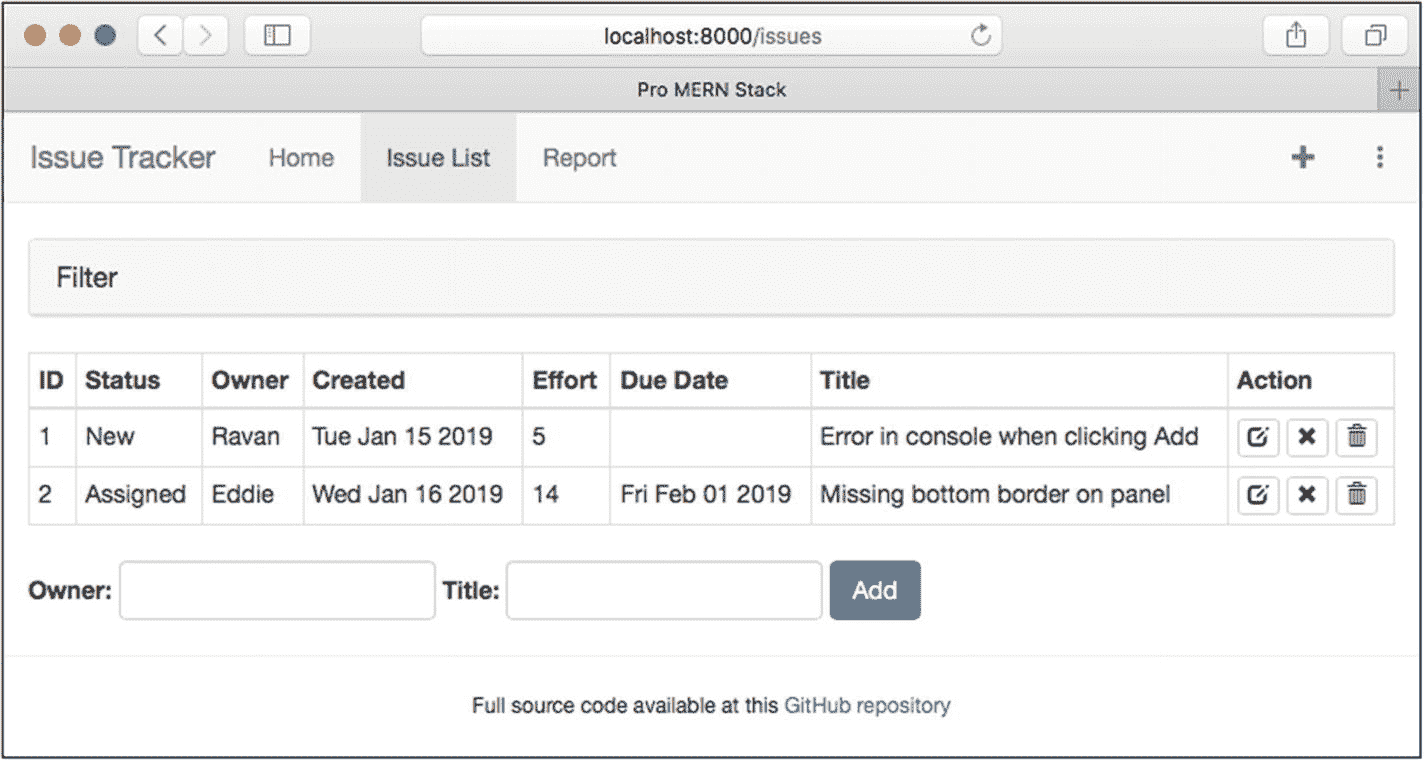 localhost:8000/issues
Pro MERN Stack
Issue Tracker Home Issue List Report
Filter
ID Status Owner Created Effort Due Date Title Action
1 New Ravan Tue Jan 15 2019 5 Error in console when clicking Add
2 Assigned Eddie Wed Jan 16 2019 14 Fri Feb 01 2019 Missing bottom border on panel
Owner: Title: Add
Full source code available at this GitHub repository